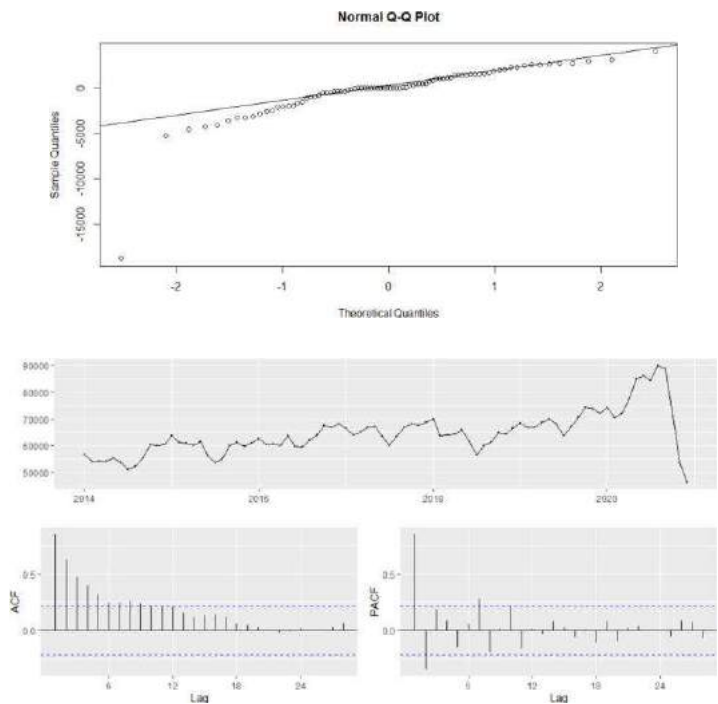 Normal Q-Q Plot
Sample Quantiles
0
-5000
-10000
-15000
-2 -1 0 1 2
Theoretical Quantiles
90000
80000
70000
60000
50000
2014 2016 2018 2020
ACF
0.5
0.0
6 12 18 24
Lag
PACF
0.5
0.0
6 12 18 24
Lag